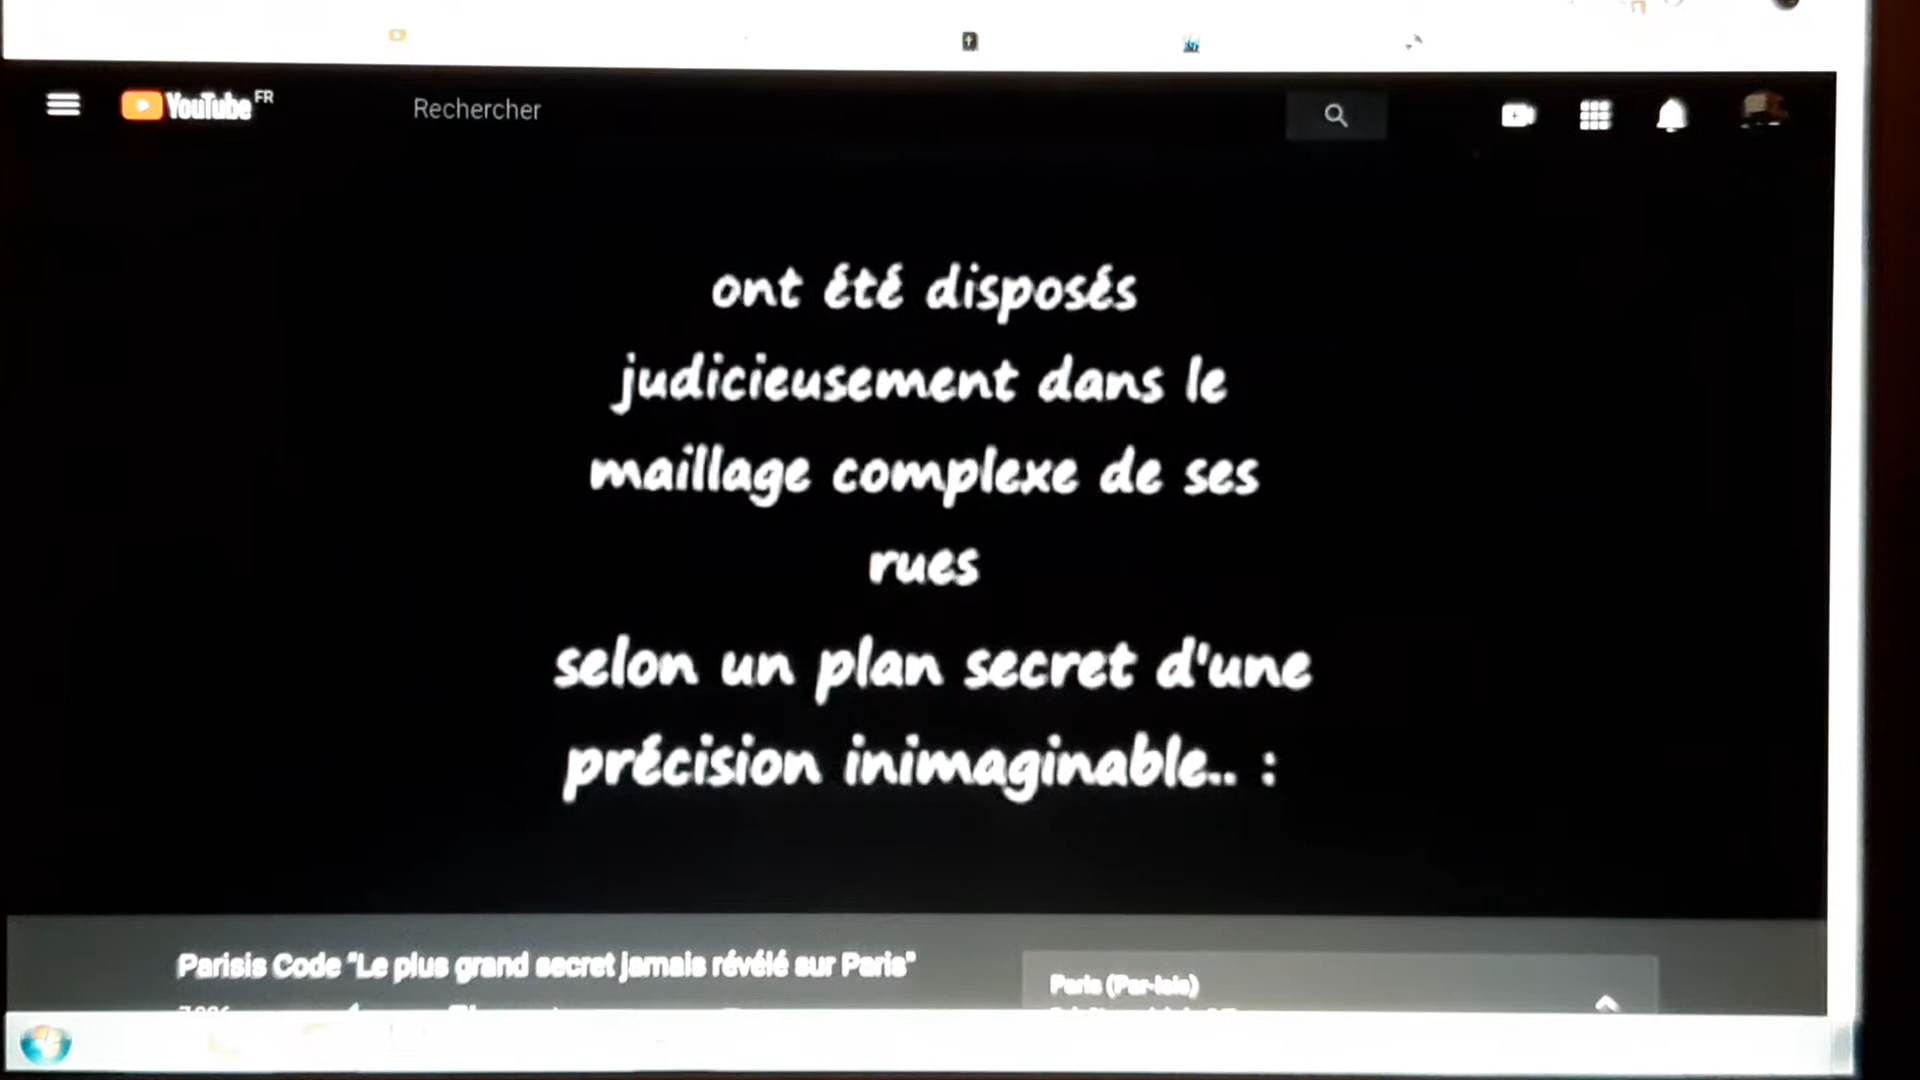 YouTube FR
Rechercher
ont été disposés
judicieusement dans le
maillage complexe de ses
rues
selon un plan secret d'une
précision inimaginable.. :
Parisis Code "Le plus grand secret jamais révélé sur Paris"
Paris (Par-Isis)